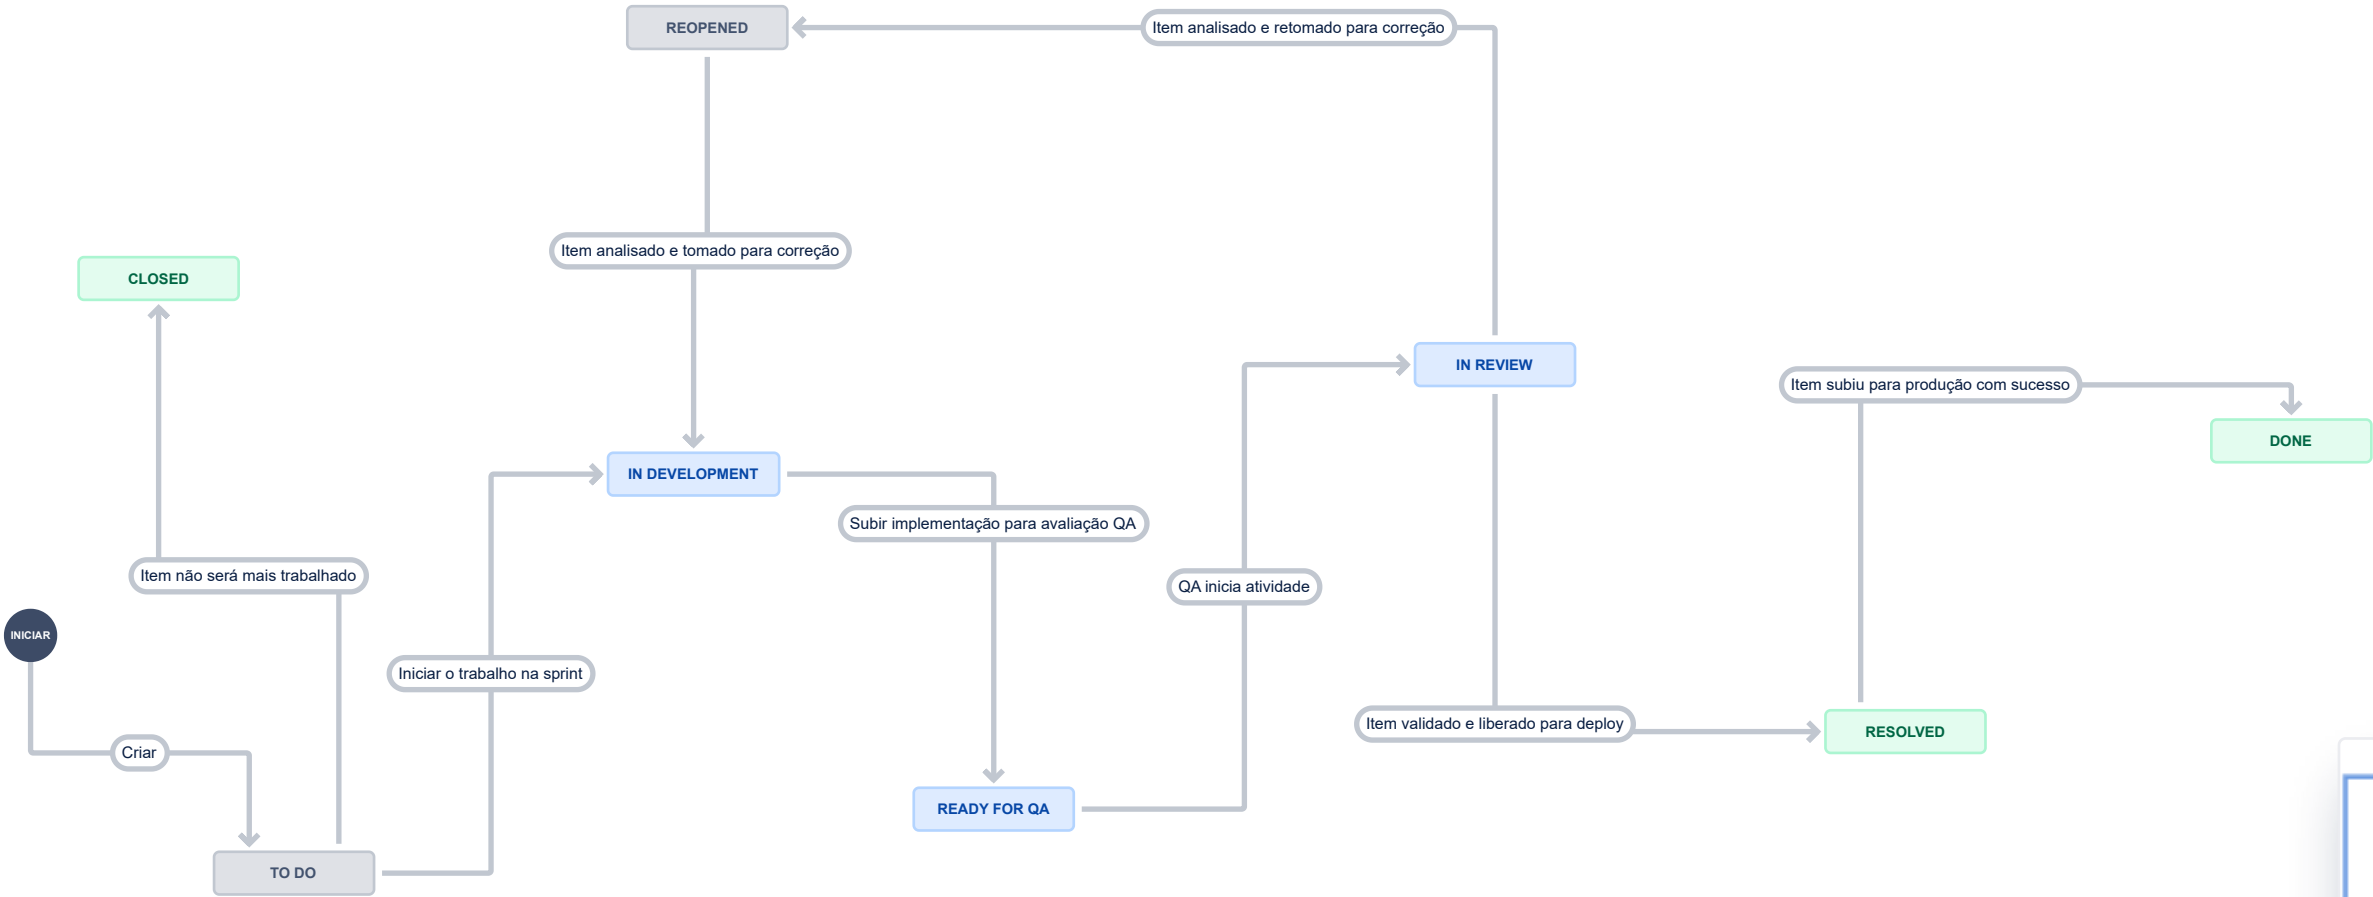 REOPENED
Item analisado e retomado para correção
Item analisado e tomado para correção
CLOSED
IN REVIEW
Item subiu para produção com sucesso
DONE
IN DEVELOPMENT
Subir implementação para avaliação QA
Item não será mais trabalhado
QA inicia atividade
INICIAR
Iniciar o trabalho na sprint
Item validado e liberado para deploy
RESOLVED
Criar
READY FOR QA
TO DO